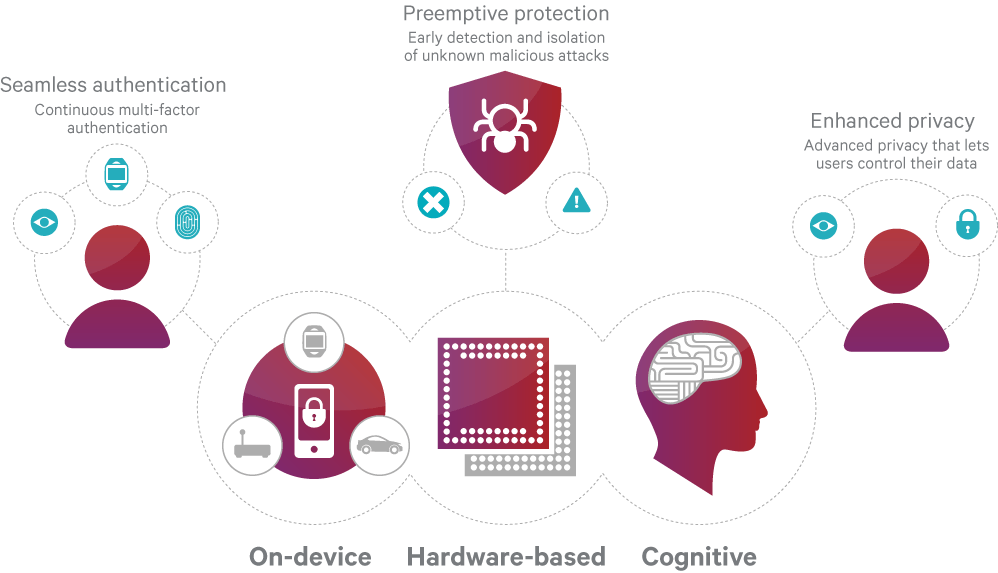 Preemptive protection
Early detection and isolation
of unknown malicious attacks
Seamless authentication
Continuous multi-factor
authentication
Enhanced privacy
Advanced privacy that lets
users control their data
On-device
Hardware-based
Cognitive